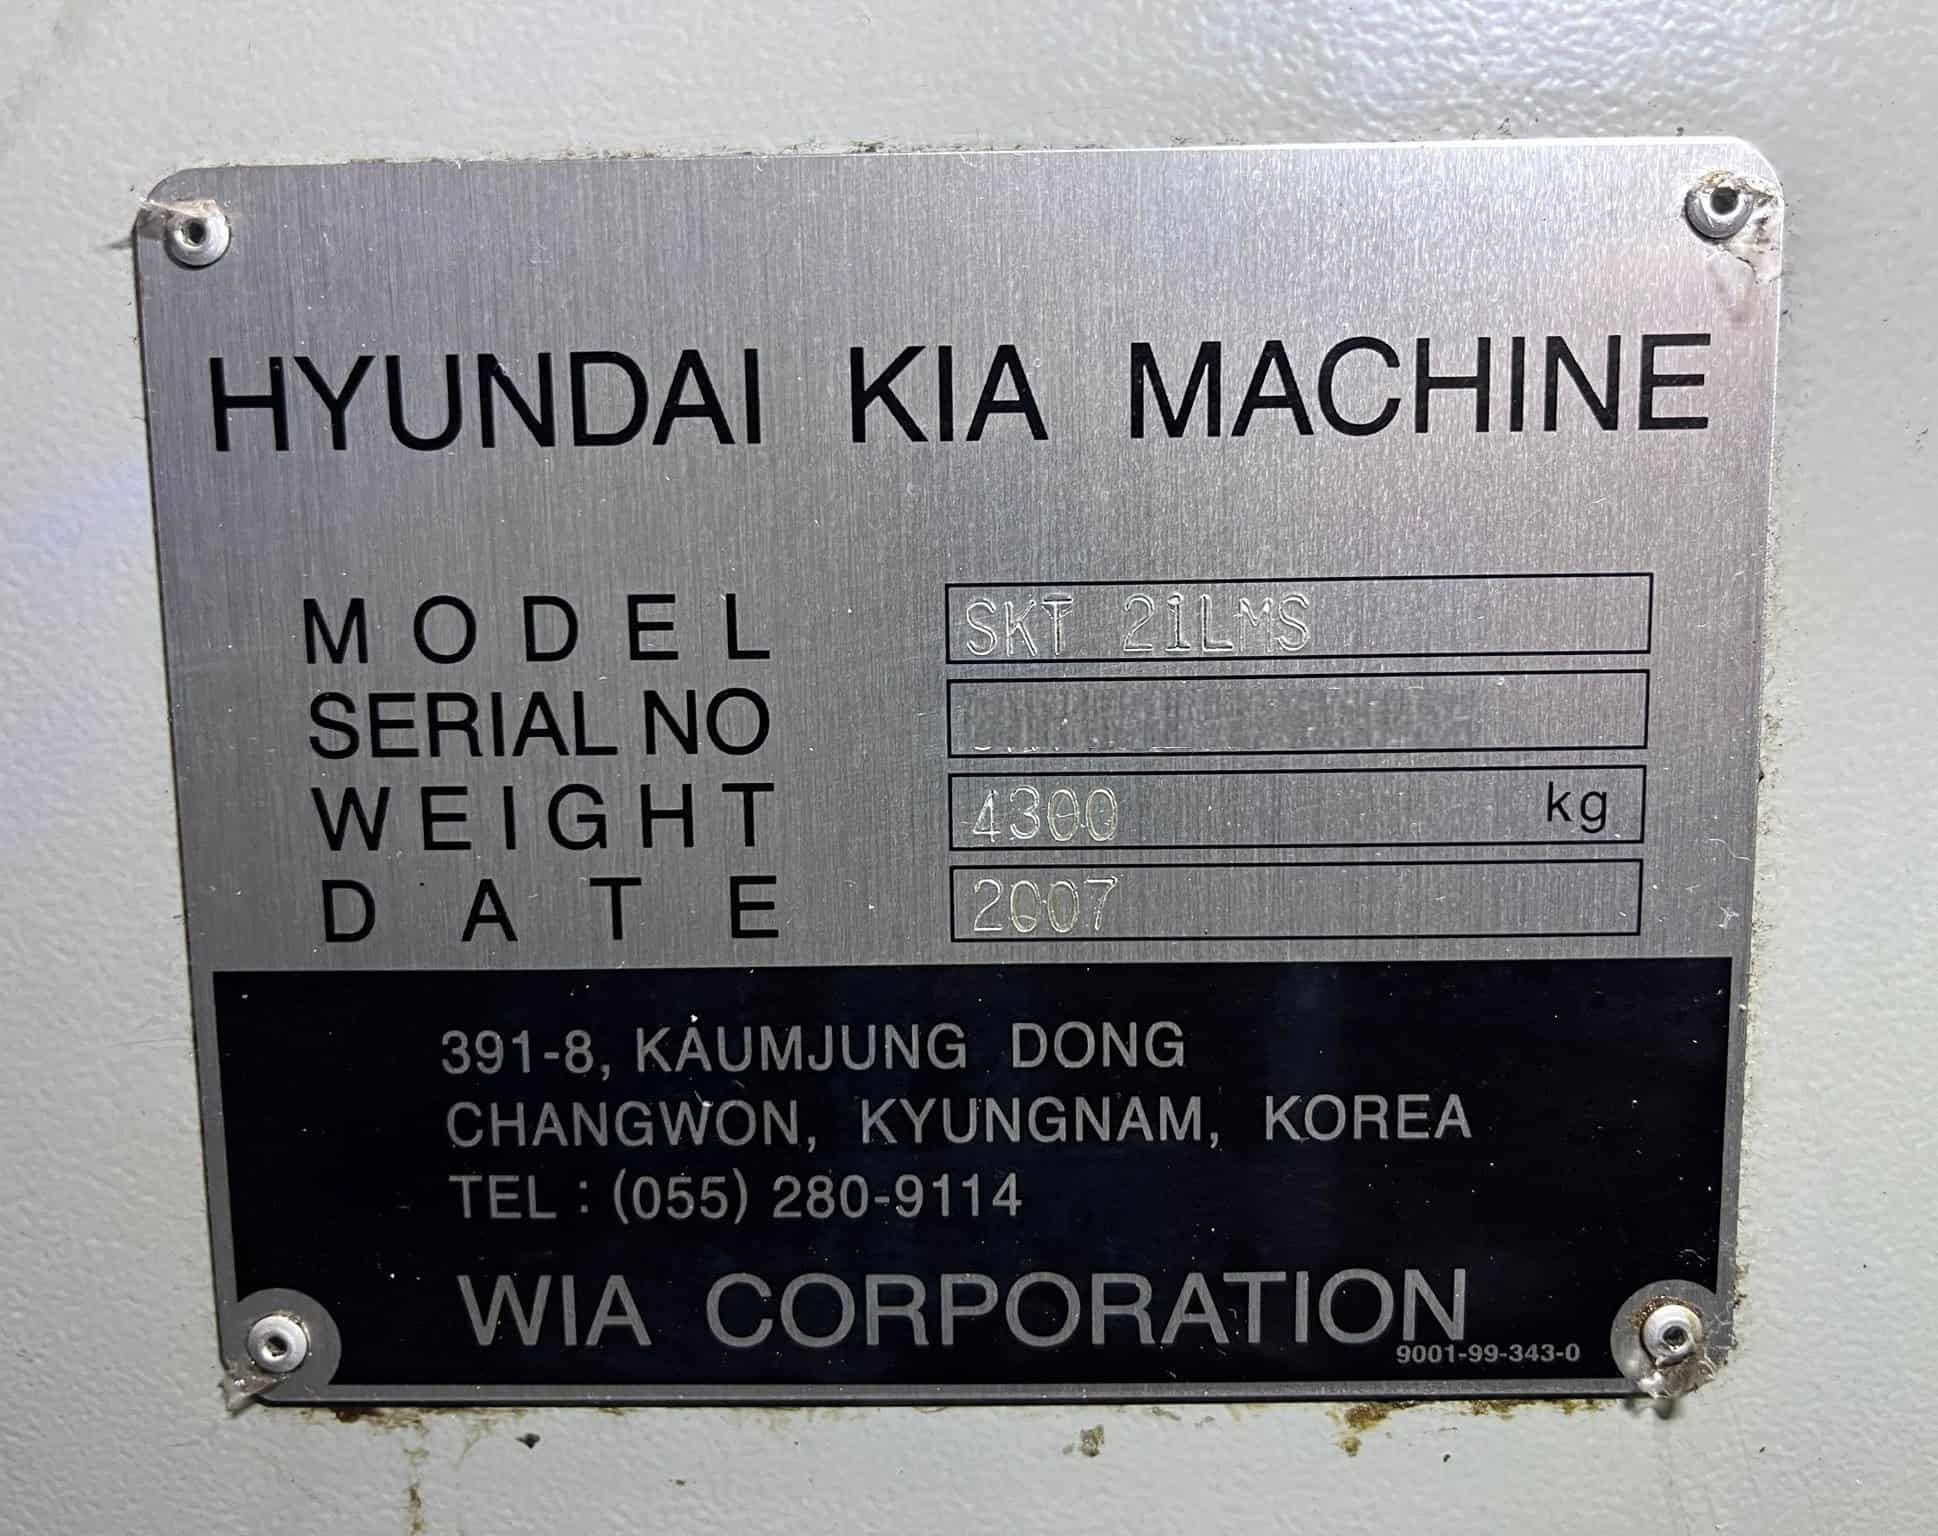 HYUNDAI KIA MACHINE
MODEL SKT 21LMS
SERIAL NO
WEIGHT 4300 kg
DATE 2007
391-8, KAUMJUNG DONG
CHANGWON, KYUNGNAM, KOREA
TEL : (055) 280-9114
WIA CORPORATION
9001-99-343-0